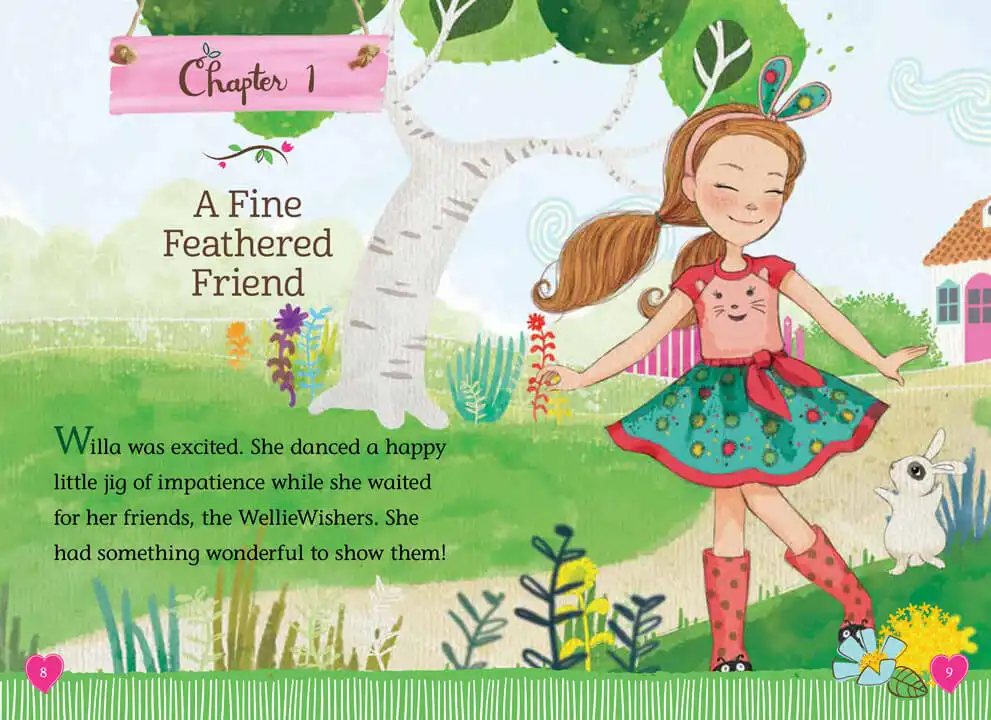 Chapter 1
A Fine
Feathered
Friend
Willa was excited. She danced a happy
little jig of impatience while she waited
for her friends, the WellieWishers. She
had something wonderful to show them!
8
9